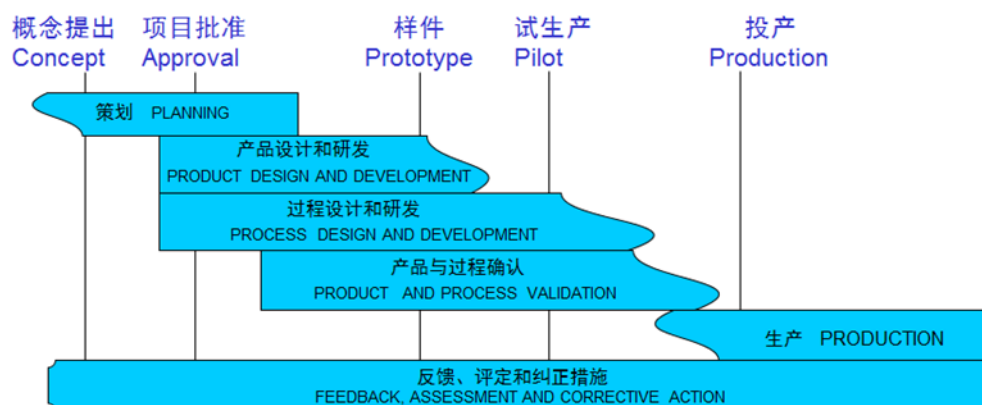 概念提出 项目批准 样件 试生产 投产
Concept Approval Prototype Pilot Production
策划 PLANNING
产品设计和研发
PRODUCT DESIGN AND DEVELOPMENT
过程设计和研发
PROCESS DESIGN AND DEVELOPMENT
产品与过程确认
PRODUCT AND PROCESS VALIDATION
生产 PRODUCTION
反馈、评定和纠正措施
FEEDBACK, ASSESSMENT AND CORRECTIVE ACTION